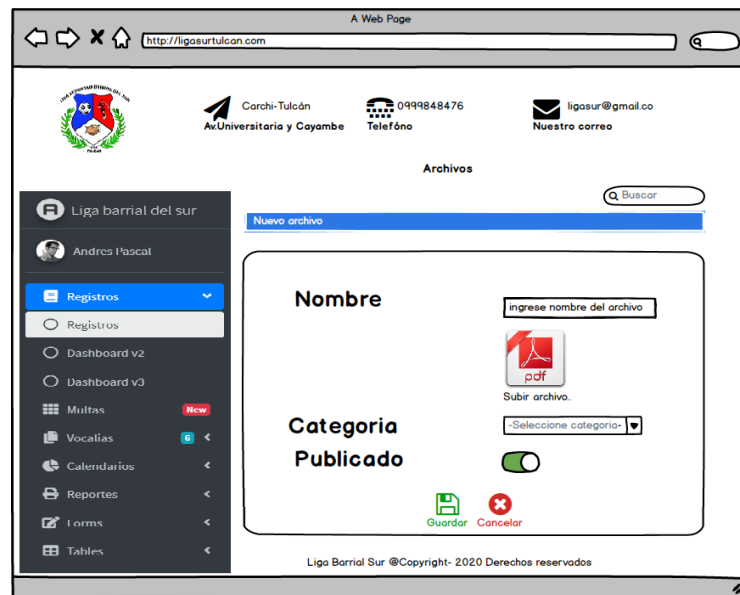 A Web Page
http://ligasurtulcan.com
Carchi-Tulcán
Av.Universitaria y Cayambe
0999848476
Telefóno
ligasur@gmail.co
Nuestro correo
Archivos
Buscar
Nuevo archivo
Liga barrial del sur
Andres Pascal
Registros
Registros
Dashboard v2
Dashboard v3
Multas New
Vocalias 6
Calendarios
Reportes
Forms
Tables
Nombre
ingrese nombre del archivo
pdf
Subir archivo..
Categoria
-Seleccione categoria-
Publicado
Guardar Cancelar
Liga Barrial Sur @Copyright- 2020 Derechos reservados